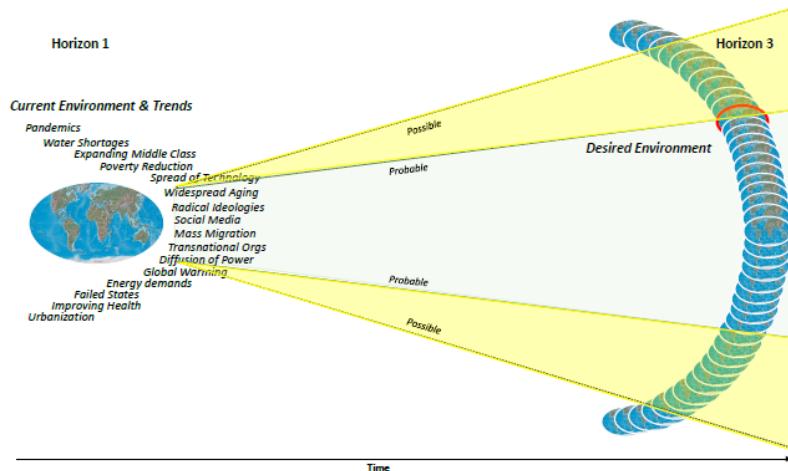 Horizon 1
Horizon 3
Current Environment & Trends
Pandemics
Water Shortages
Expanding Middle Class
Poverty Reduction
Spread of Technology
Widespread Aging
Radical Ideologies
Social Media
Mass Migration
Transnational Orgs
Diffusion of Power
Global Warming
Energy demands
Failed States
Improving Health
Urbanization
Possible
Probable
Desired Environment
Probable
Possible
Time